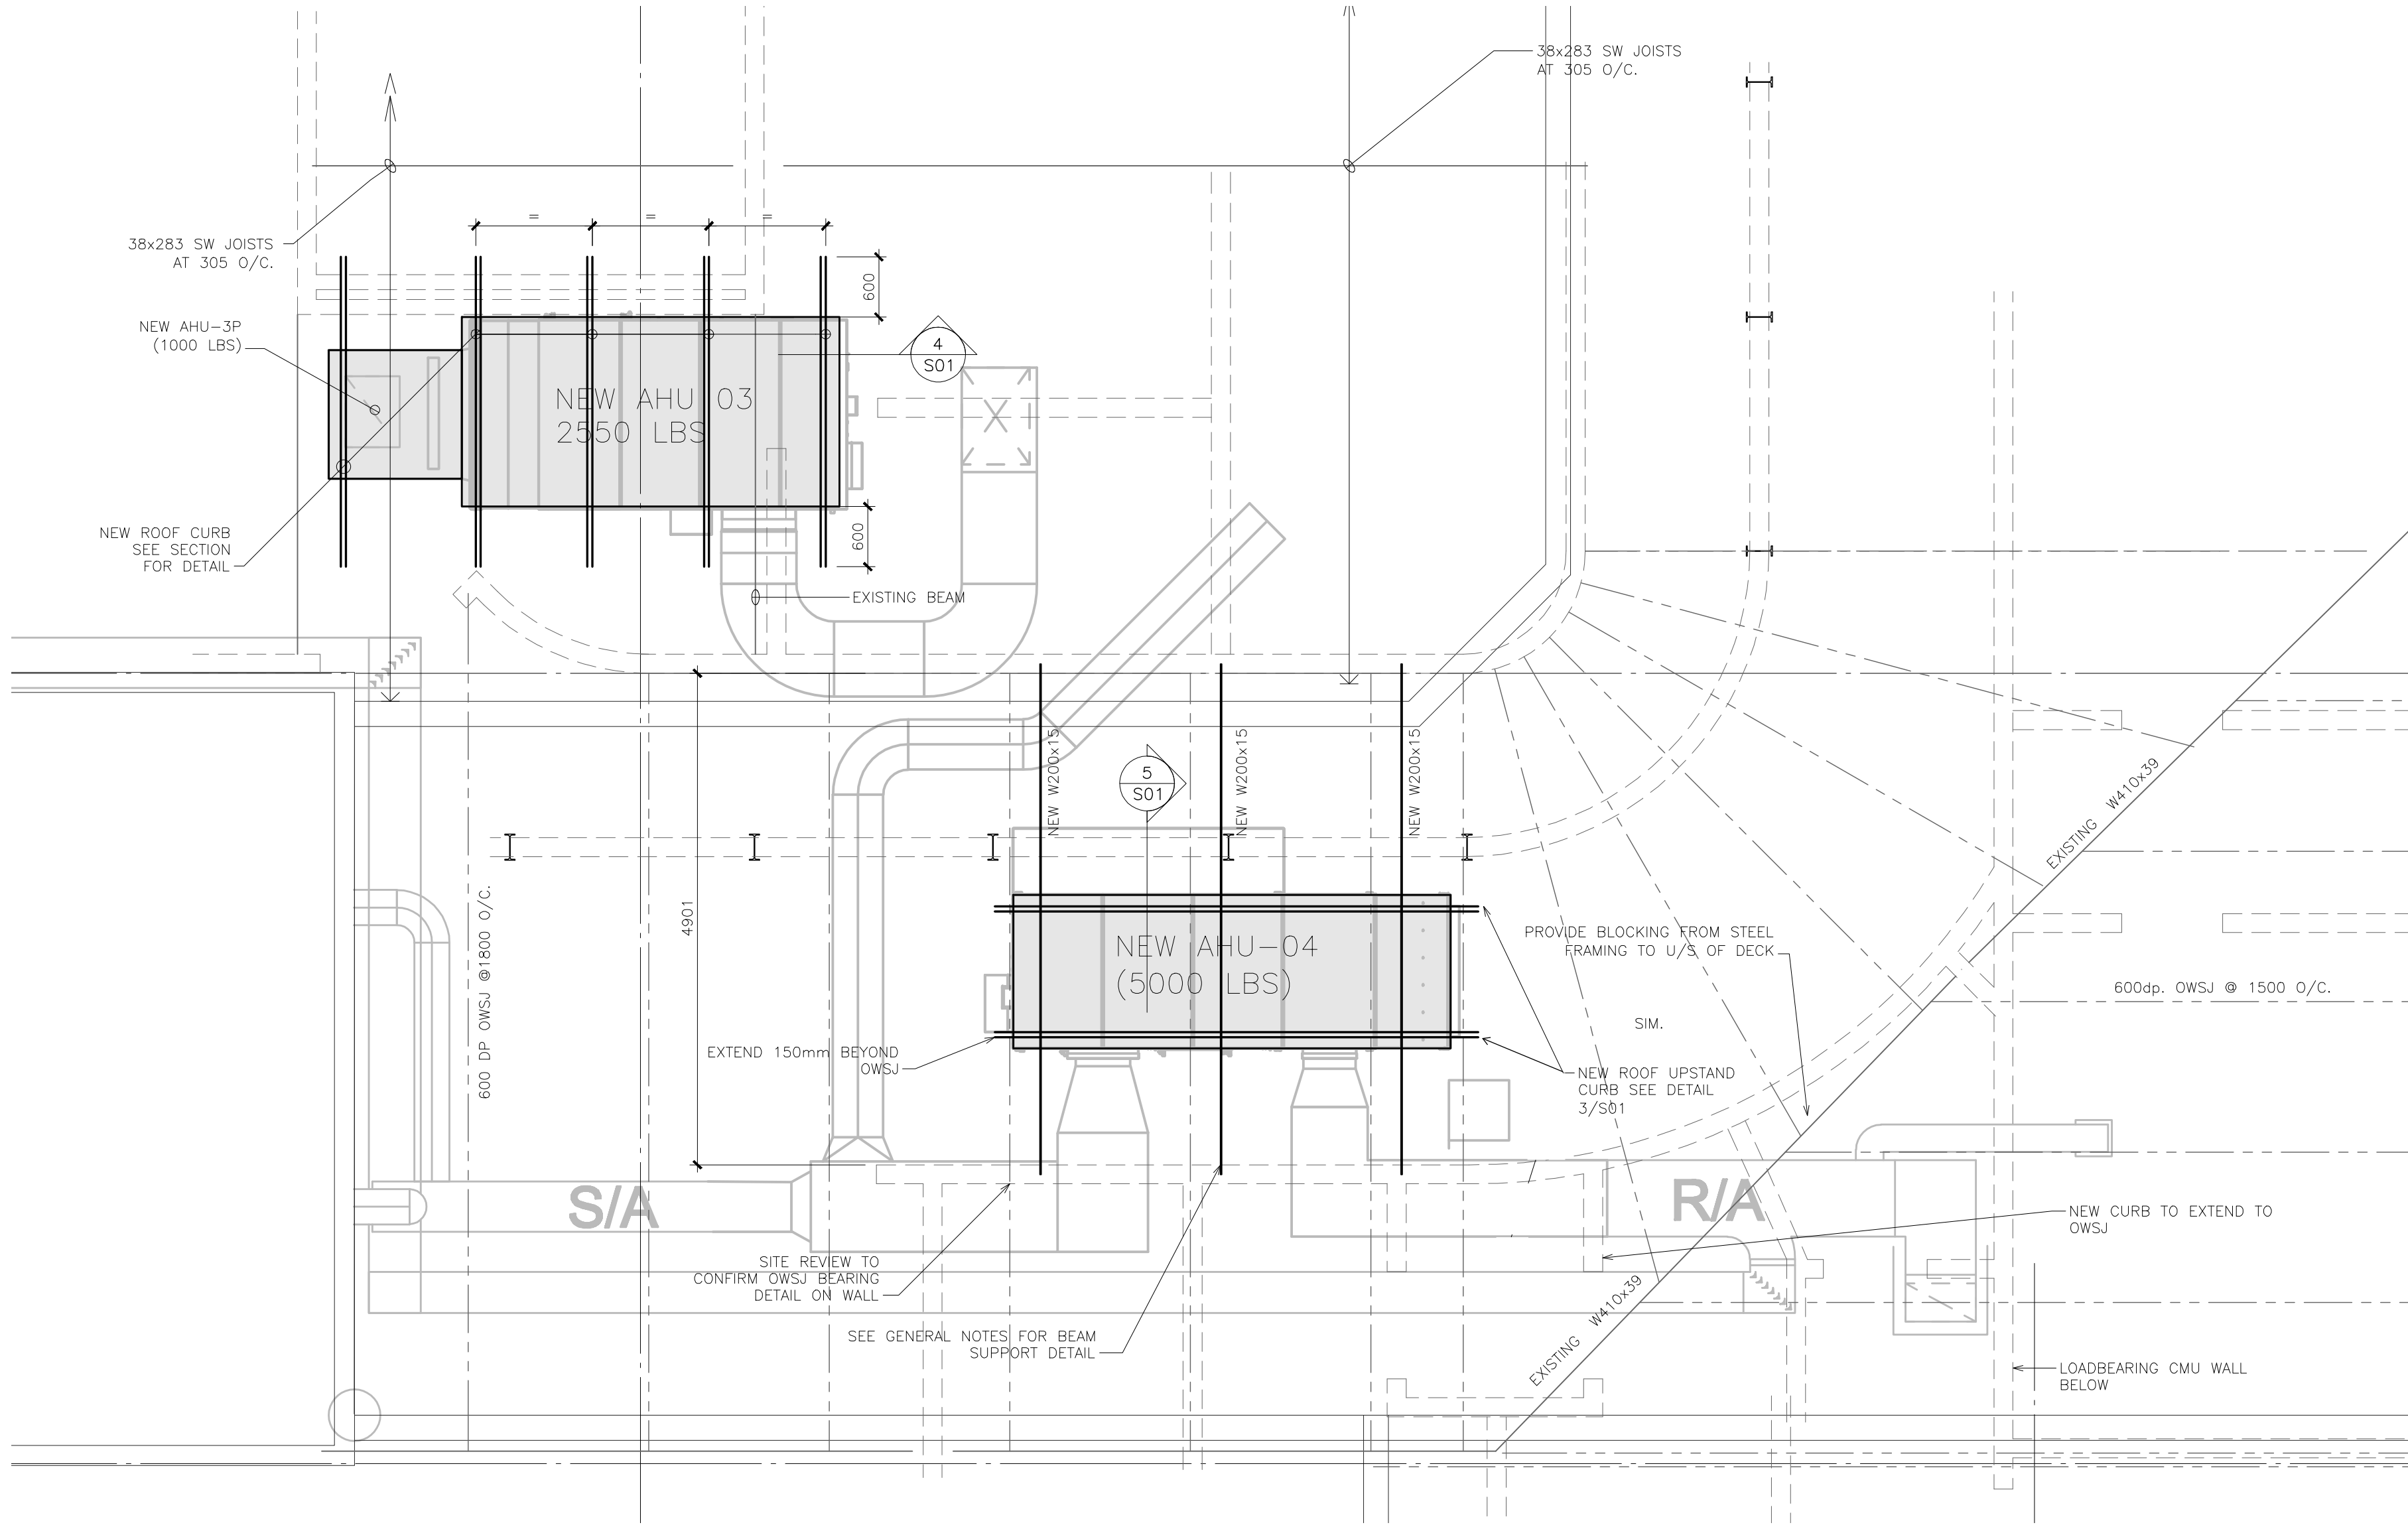 38x283 SW JOISTS
AT 305 O/C.
38x283 SW JOISTS
AT 305 O/C.
=
=
=
600
NEW AHU-3P
(1000 LBS)
4
S01
NEW AHU 03
2550 LBS
NEW ROOF CURB
SEE SECTION
FOR DETAIL
600
EXISTING BEAM
NEW W200x15
NEW W200x15
NEW W200x15
5
S01
EXISTING W410x39
4901
600 DP OWSJ @1800 O/C.
NEW AHU-04
(5000 LBS)
PROVIDE BLOCKING FROM STEEL
FRAMING TO U/S OF DECK
600dp. OWSJ @ 1500 O/C.
SIM.
EXTEND 150mm BEYOND
OWSJ
NEW ROOF UPSTAND
CURB SEE DETAIL
3/S01
S/A
R/A
NEW CURB TO EXTEND TO
OWSJ
SITE REVIEW TO
CONFIRM OWSJ BEARING
DETAIL ON WALL
SEE GENERAL NOTES FOR BEAM
SUPPORT DETAIL
EXISTING W410x39
LOADBEARING CMU WALL
BELOW